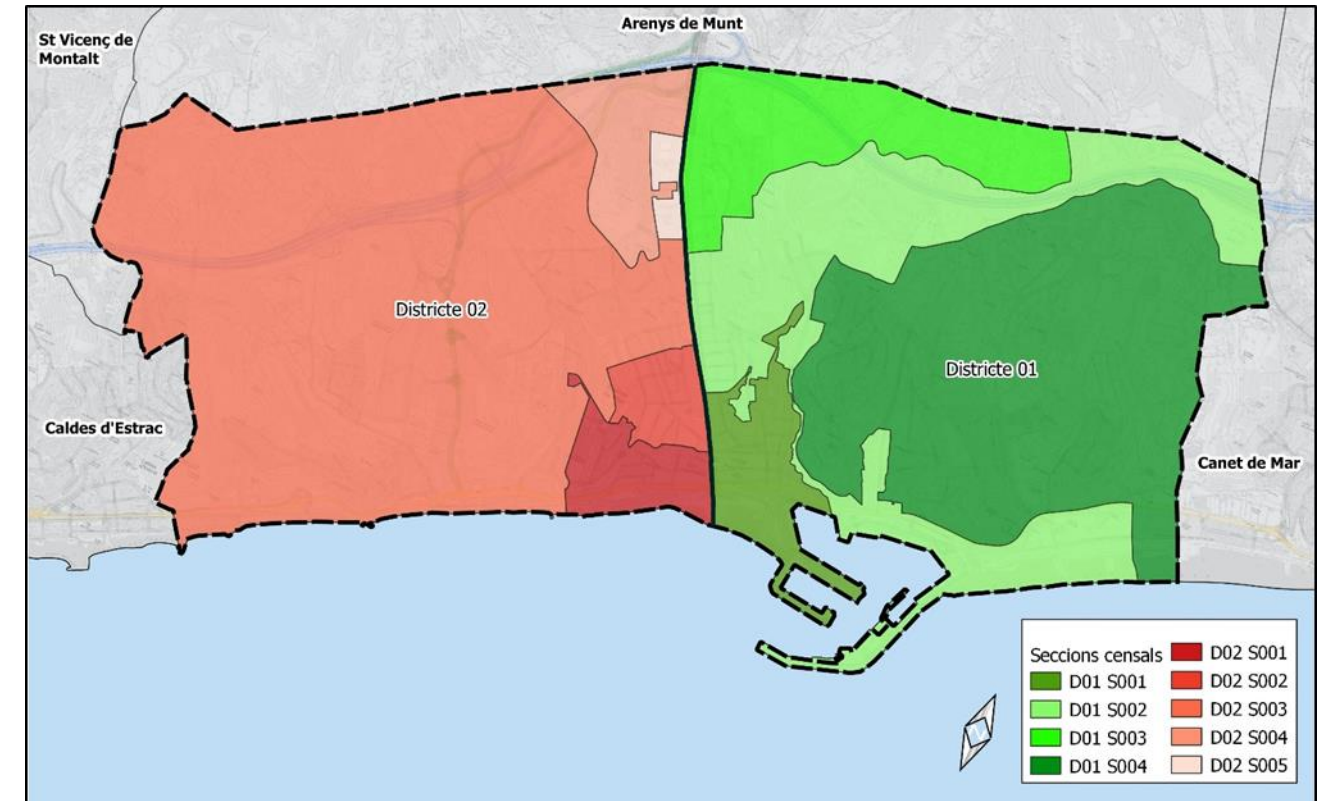 Arenys de Munt
St Vicenç de
Montalt
Districte 02
Districte 01
Caldes d'Estrac
Canet de Mar
Seccions censals
D01 S001
D01 S002
D01 S003
D01 S004
D02 S001
D02 S002
D02 S003
D02 S004
D02 S005